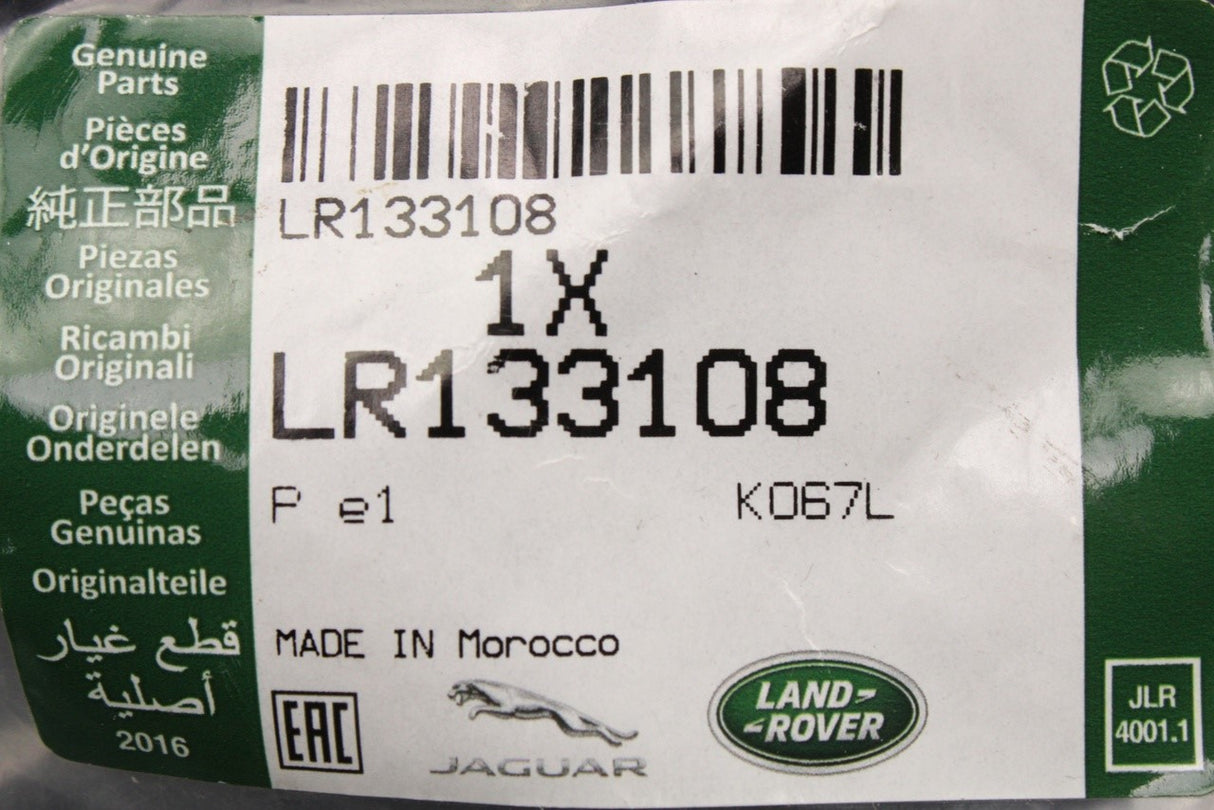 Genuine
Parts
Pièces
d'Origine
純正部品
Piezas
Originales
Ricambi
Originali
Originele
Onderdelen
Peças
Genuinas
Originalteile
قطع غيار
أصلية
2016
LR133108
1X
LR133108
P e1 K067L
MADE IN Morocco
EAC
JAGUAR
LAND-
-ROVER
JLR
4001.1